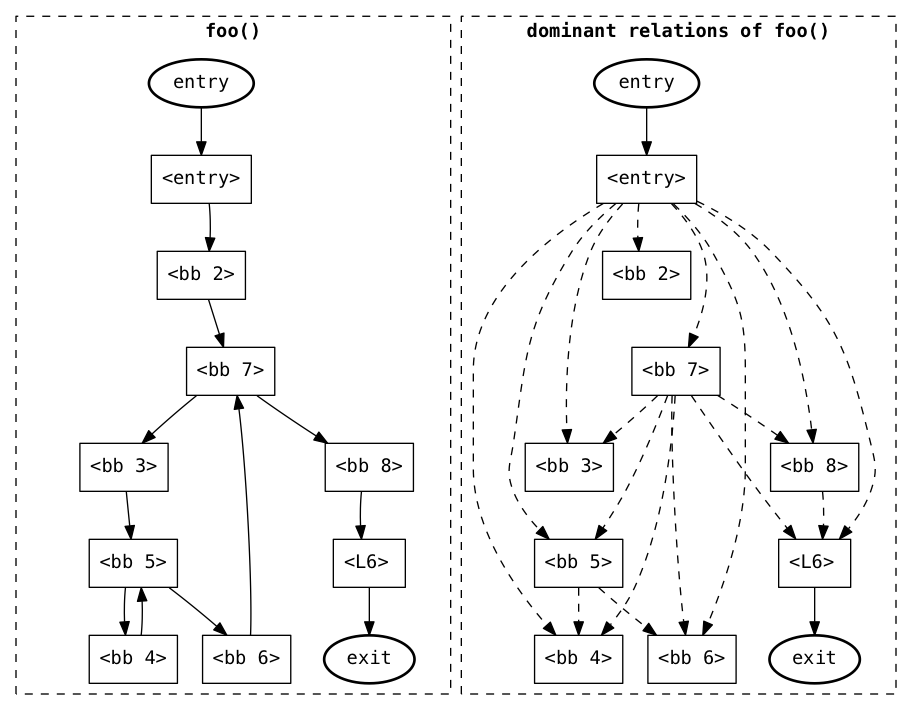 foo()
entry
<entry>
<bb 2>
<bb 7>
<bb 3>
<bb 8>
<bb 5>
<L6>
<bb 4>
<bb 6>
exit
dominant relations of foo()
entry
<entry>
<bb 2>
<bb 7>
<bb 3>
<bb 8>
<bb 5>
<L6>
<bb 4>
<bb 6>
exit